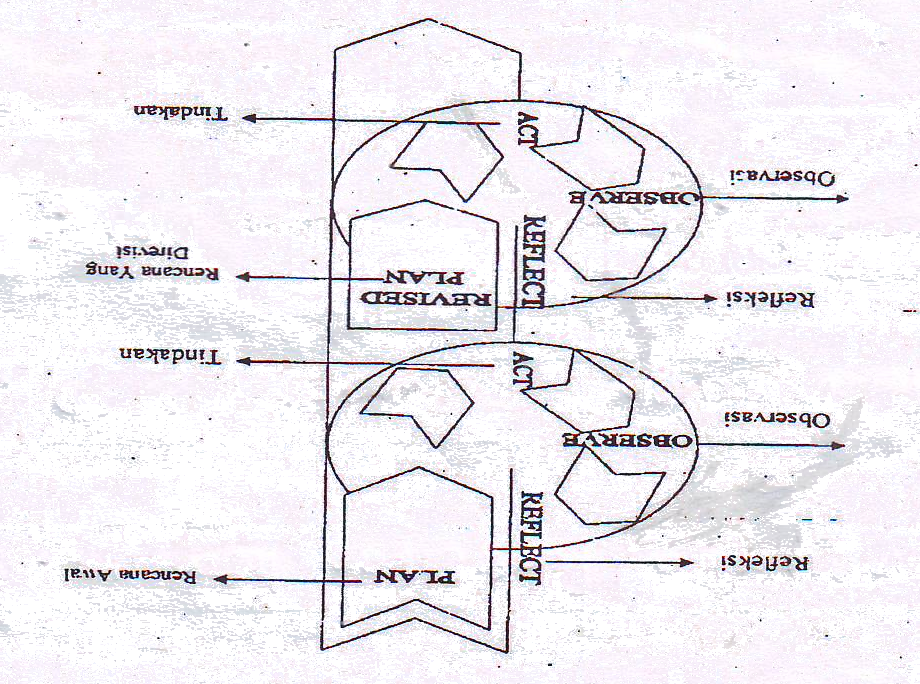 PLAN
Rencana Awal
Refleksi
REFLECT
Observasi
OBSERVE
ACT
Tindakan
REVISED
PLAN
Rencana Yang
Direvisi
Refleksi
REFLECT
Observasi
OBSERVE
ACT
Tindakan